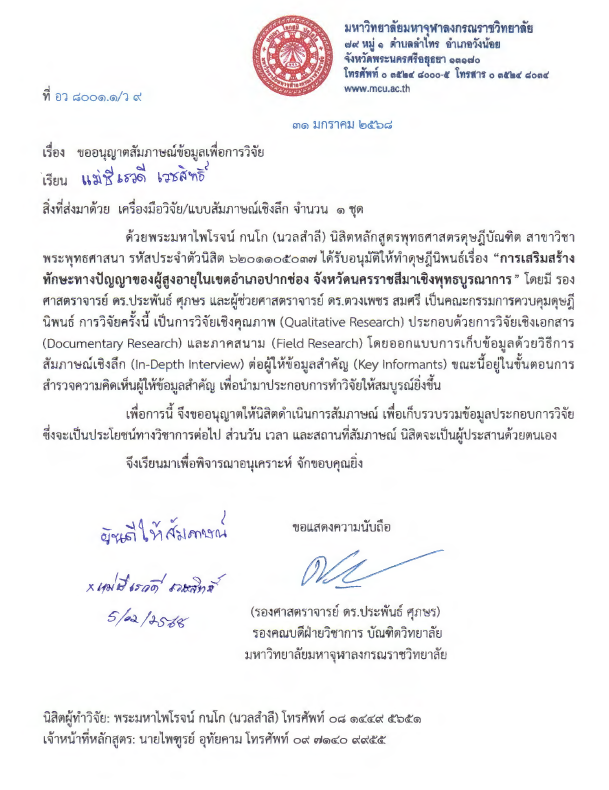 มหาวิทยาลัยมหาจุฬาลงกรณราชวิทยาลัย
๗๙ หมู่ ๑ ตำบลลำไทร อำเภอวังน้อย
จังหวัดพระนครศรีอยุธยา ๑๓๑๗๐
โทรศัพท์ ๐ ๓๕๒๔ ๘๐๐๐-๕ โทรสาร ๐ ๓๕๒๔ ๘๐๓๔
www.mcu.ac.th
ที่ อว ๘๐๐๑.๑/ว ๙
๓๑ มกราคม ๒๕๖๘
เรื่อง ขออนุญาตสัมภาษณ์ข้อมูลเพื่อการวิจัย
เรียน แม่ชีเรวดี เวชสิทธิ์
สิ่งที่ส่งมาด้วย เครื่องมือวิจัย/แบบสัมภาษณ์เชิงลึก จำนวน ๑ ชุด
ด้วยพระมหาไพโรจน์ กนโก (นวลสำลี) นิสิตหลักสูตรพุทธศาสตรดุษฎีบัณฑิต สาขาวิชา
พระพุทธศาสนา รหัสประจำตัวนิสิต ๖๒๐๑๑๐๕๐๓๗ ได้รับอนุมัติให้ทำดุษฎีนิพนธ์เรื่อง "การเสริมสร้าง
ทักษะทางปัญญาของผู้สูงอายุในเขตอำเภอปากช่อง จังหวัดนครราชสีมาเชิงพุทธบูรณาการ" โดยมี รอง
ศาสตราจารย์ ดร.ประพันธ์ ศุภษร และผู้ช่วยศาสตราจารย์ ดร.ดวงเพชร สมศรี เป็นคณะกรรมการควบคุมดุษฎี
นิพนธ์ การวิจัยครั้งนี้ เป็นการวิจัยเชิงคุณภาพ (Qualitative Research) ประกอบด้วยการวิจัยเชิงเอกสาร
(Documentary Research) และภาคสนาม (Field Research) โดยออกแบบการเก็บข้อมูลด้วยวิธีการ
สัมภาษณ์เชิงลึก (In-Depth Interview) ต่อผู้ให้ข้อมูลสำคัญ (Key Informants) ขณะนี้อยู่ในขั้นตอนการ
สำรวจความคิดเห็นผู้ให้ข้อมูลสำคัญ เพื่อนำมาประกอบการทำวิจัยให้สมบูรณ์ยิ่งขึ้น
เพื่อการนี้ จึงขออนุญาตให้นิสิตดำเนินการสัมภาษณ์ เพื่อเก็บรวบรวมข้อมูลประกอบการวิจัย
ซึ่งจะเป็นประโยชน์ทางวิชาการต่อไป ส่วนวัน เวลา และสถานที่สัมภาษณ์ นิสิตจะเป็นผู้ประสานด้วยตนเอง
จึงเรียนมาเพื่อพิจารณาอนุเคราะห์ จักขอบคุณยิ่ง
ขอแสดงความนับถือ
ยินดีให้สัมภาษณ์
x แม่ชีเรวดี เวชสิทธิ์
5/๐๒/๒๕๖๘
(รองศาสตราจารย์ ดร.ประพันธ์ ศุภษร)
รองคณบดีฝ่ายวิชาการ บัณฑิตวิทยาลัย
มหาวิทยาลัยมหาจุฬาลงกรณราชวิทยาลัย
นิสิตผู้ทำวิจัย: พระมหาไพโรจน์ กนโก (นวลสำลี) โทรศัพท์ ๐๘ ๑๔๔๙ ๕๖๕๑
เจ้าหน้าที่หลักสูตร: นายไพฑูรย์ อุทัยคาม โทรศัพท์ ๐๙ ๗๑๔๐ ๙๙๕๕